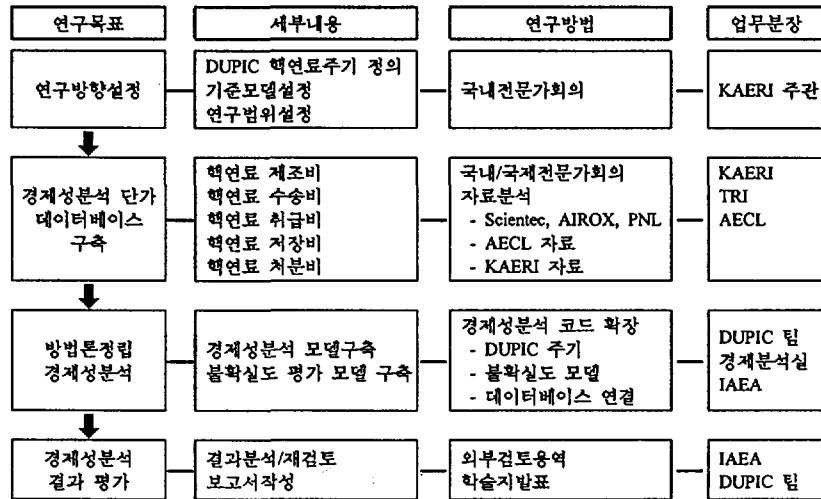 연구목표
세부내용
연구방법
업무분장
연구방향설정
DUPIC 핵연료주기 정의
기준모델설정
연구범위설정
국내전문가회의
KAERI 주관
경제성분석 단가
데이터베이스
구축
핵연료 제조비
핵연료 수송비
핵연료 취급비
핵연료 저장비
핵연료 처분비
국내/국제전문가회의
자료분석
- Scientec, AIROX, PNL
- AECL 자료
- KAERI 자료
KAERI
TRI
AECL
방법론정립
경제성분석
경제성분석 모델구축
불확실도 평가 모델 구축
경제성분석 코드 확장
- DUPIC 주기
- 불확실도 모델
- 데이터베이스 연결
DUPIC 팀
경제분석실
IAEA
경제성분석
결과 평가
결과분석/재검토
보고서작성
외부검토용역
학술지발표
IAEA
DUPIC 팀